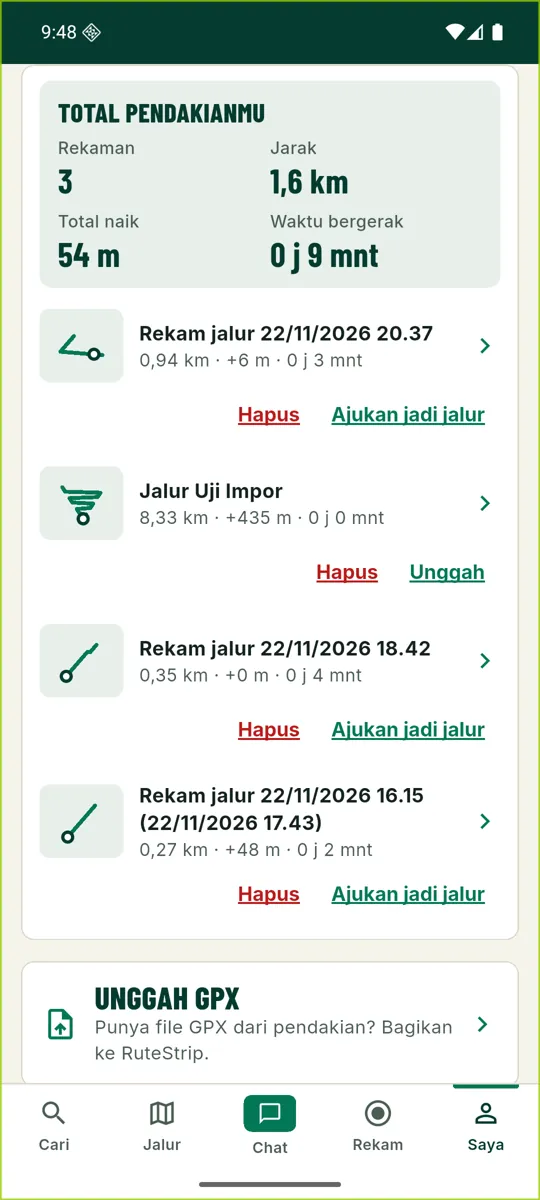 9:48
TOTAL PENDAKIANMU
Rekaman
3
Jarak
1,6 km
Total naik
54 m
Waktu bergerak
0 j 9 mnt
Rekam jalur 22/11/2026 20.37
0,94 km · +6 m · 0 j 3 mnt
Hapus
Ajukan jadi jalur
Jalur Uji Impor
8,33 km · +435 m · 0 j 0 mnt
Hapus
Unggah
Rekam jalur 22/11/2026 18.42
0,35 km · +0 m · 0 j 4 mnt
Hapus
Ajukan jadi jalur
Rekam jalur 22/11/2026 16.15
(22/11/2026 17.43)
0,27 km · +48 m · 0 j 2 mnt
Hapus
Ajukan jadi jalur
UNGGAH GPX
Punya file GPX dari pendakian? Bagikan
ke RuteStrip.
Cari
Jalur
Chat
Rekam
Saya